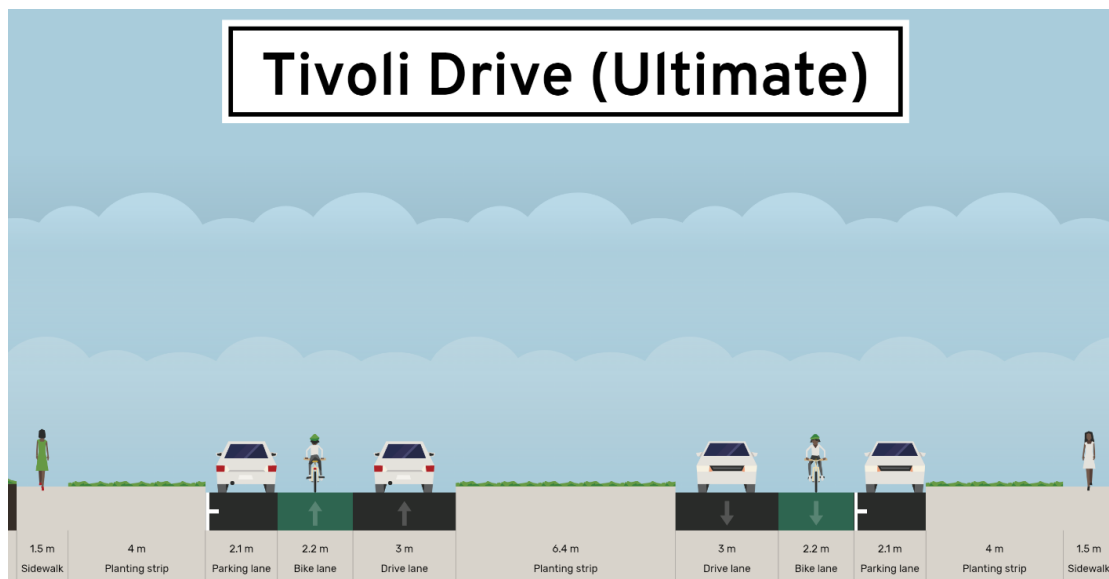 Tivoli Drive (Ultimate)
1.5 m 4 m 2.1 m 2.2 m 3 m 6.4 m 3 m 2.2 m 2.1 m 4 m 1.5 m
Sidewalk Planting strip Parking lane Bike lane Drive lane Planting strip Drive lane Bike lane Parking lane Planting strip Sidewalk